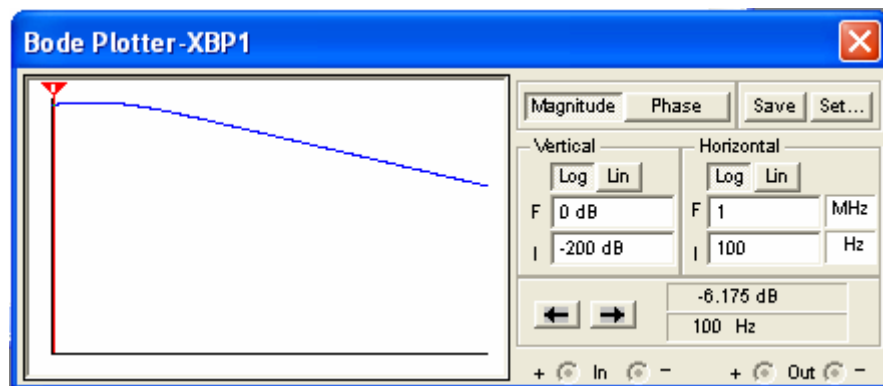 Bode Plotter-XBP1
Magnitude Phase Save Set...
Vertical Horizontal
Log Lin Log Lin
F 0 dB F 1 MHz
I -200 dB I 100 Hz
-6.175 dB
100 Hz
+ In - + Out -